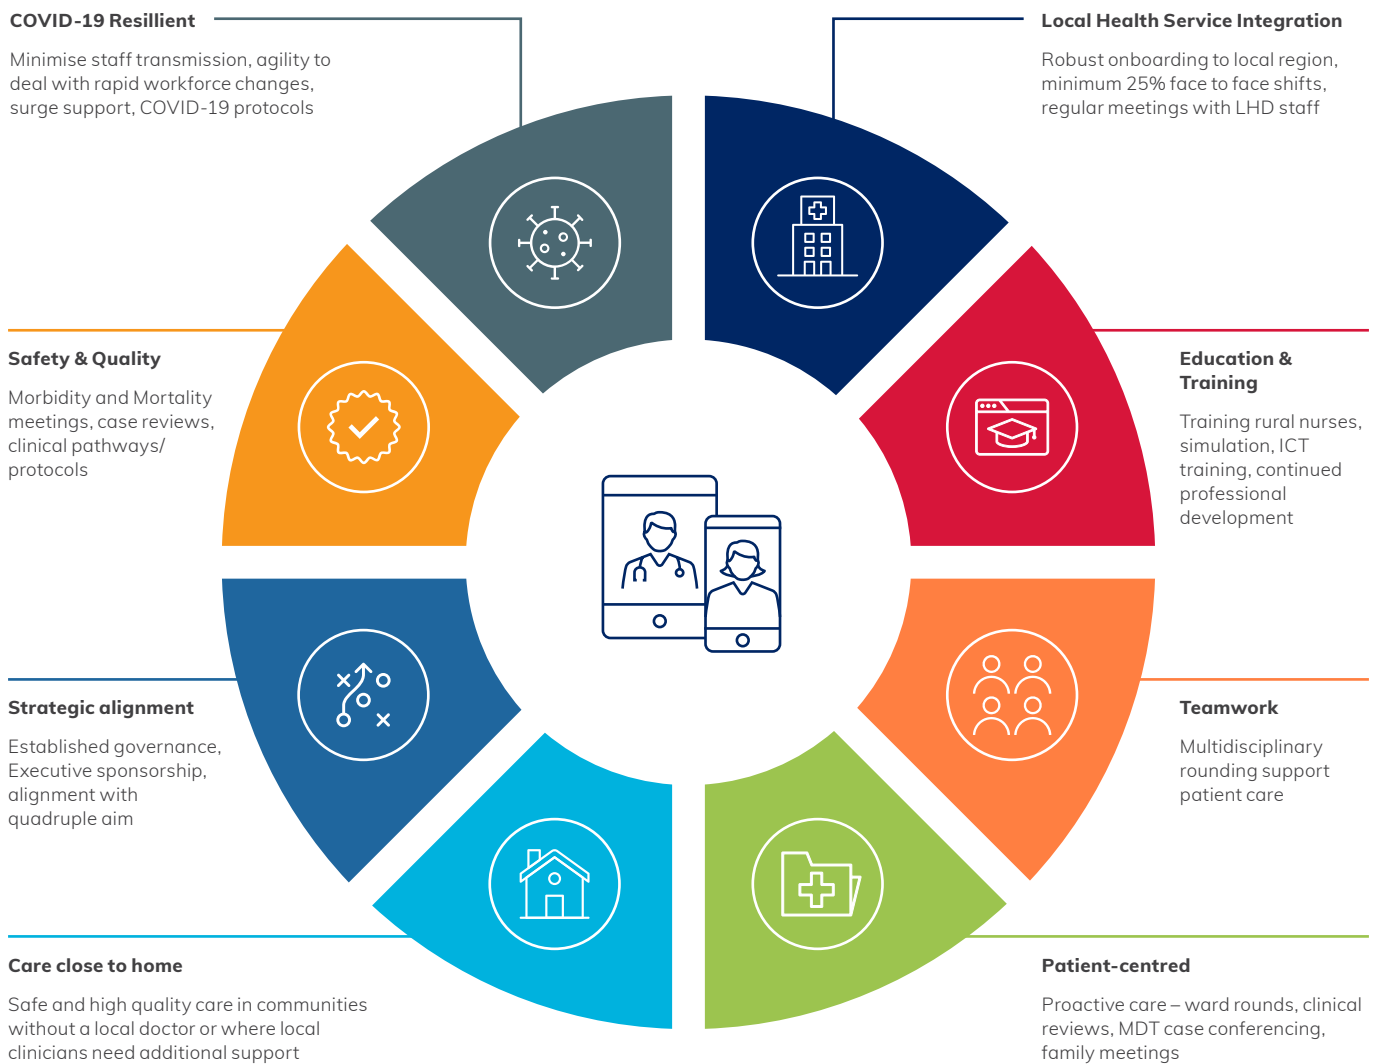 COVID-19 Resillient
Minimise staff transmission, agility to
deal with rapid workforce changes,
surge support, COVID-19 protocols
Local Health Service Integration
Robust onboarding to local region,
minimum 25% face to face shifts,
regular meetings with LHD staff
Safety & Quality
Morbidity and Mortality
meetings, case reviews,
clinical pathways/
protocols
Education &
Training
Training rural nurses,
simulation, ICT
training, continued
professional
development
Strategic alignment
Established governance,
Executive sponsorship,
alignment with
quadruple aim
Teamwork
Multidisciplinary
rounding support
patient care
Care close to home
Safe and high quality care in communities
without a local doctor or where local
clinicians need additional support
Patient-centred
Proactive care – ward rounds, clinical
reviews, MDT case conferencing,
family meetings